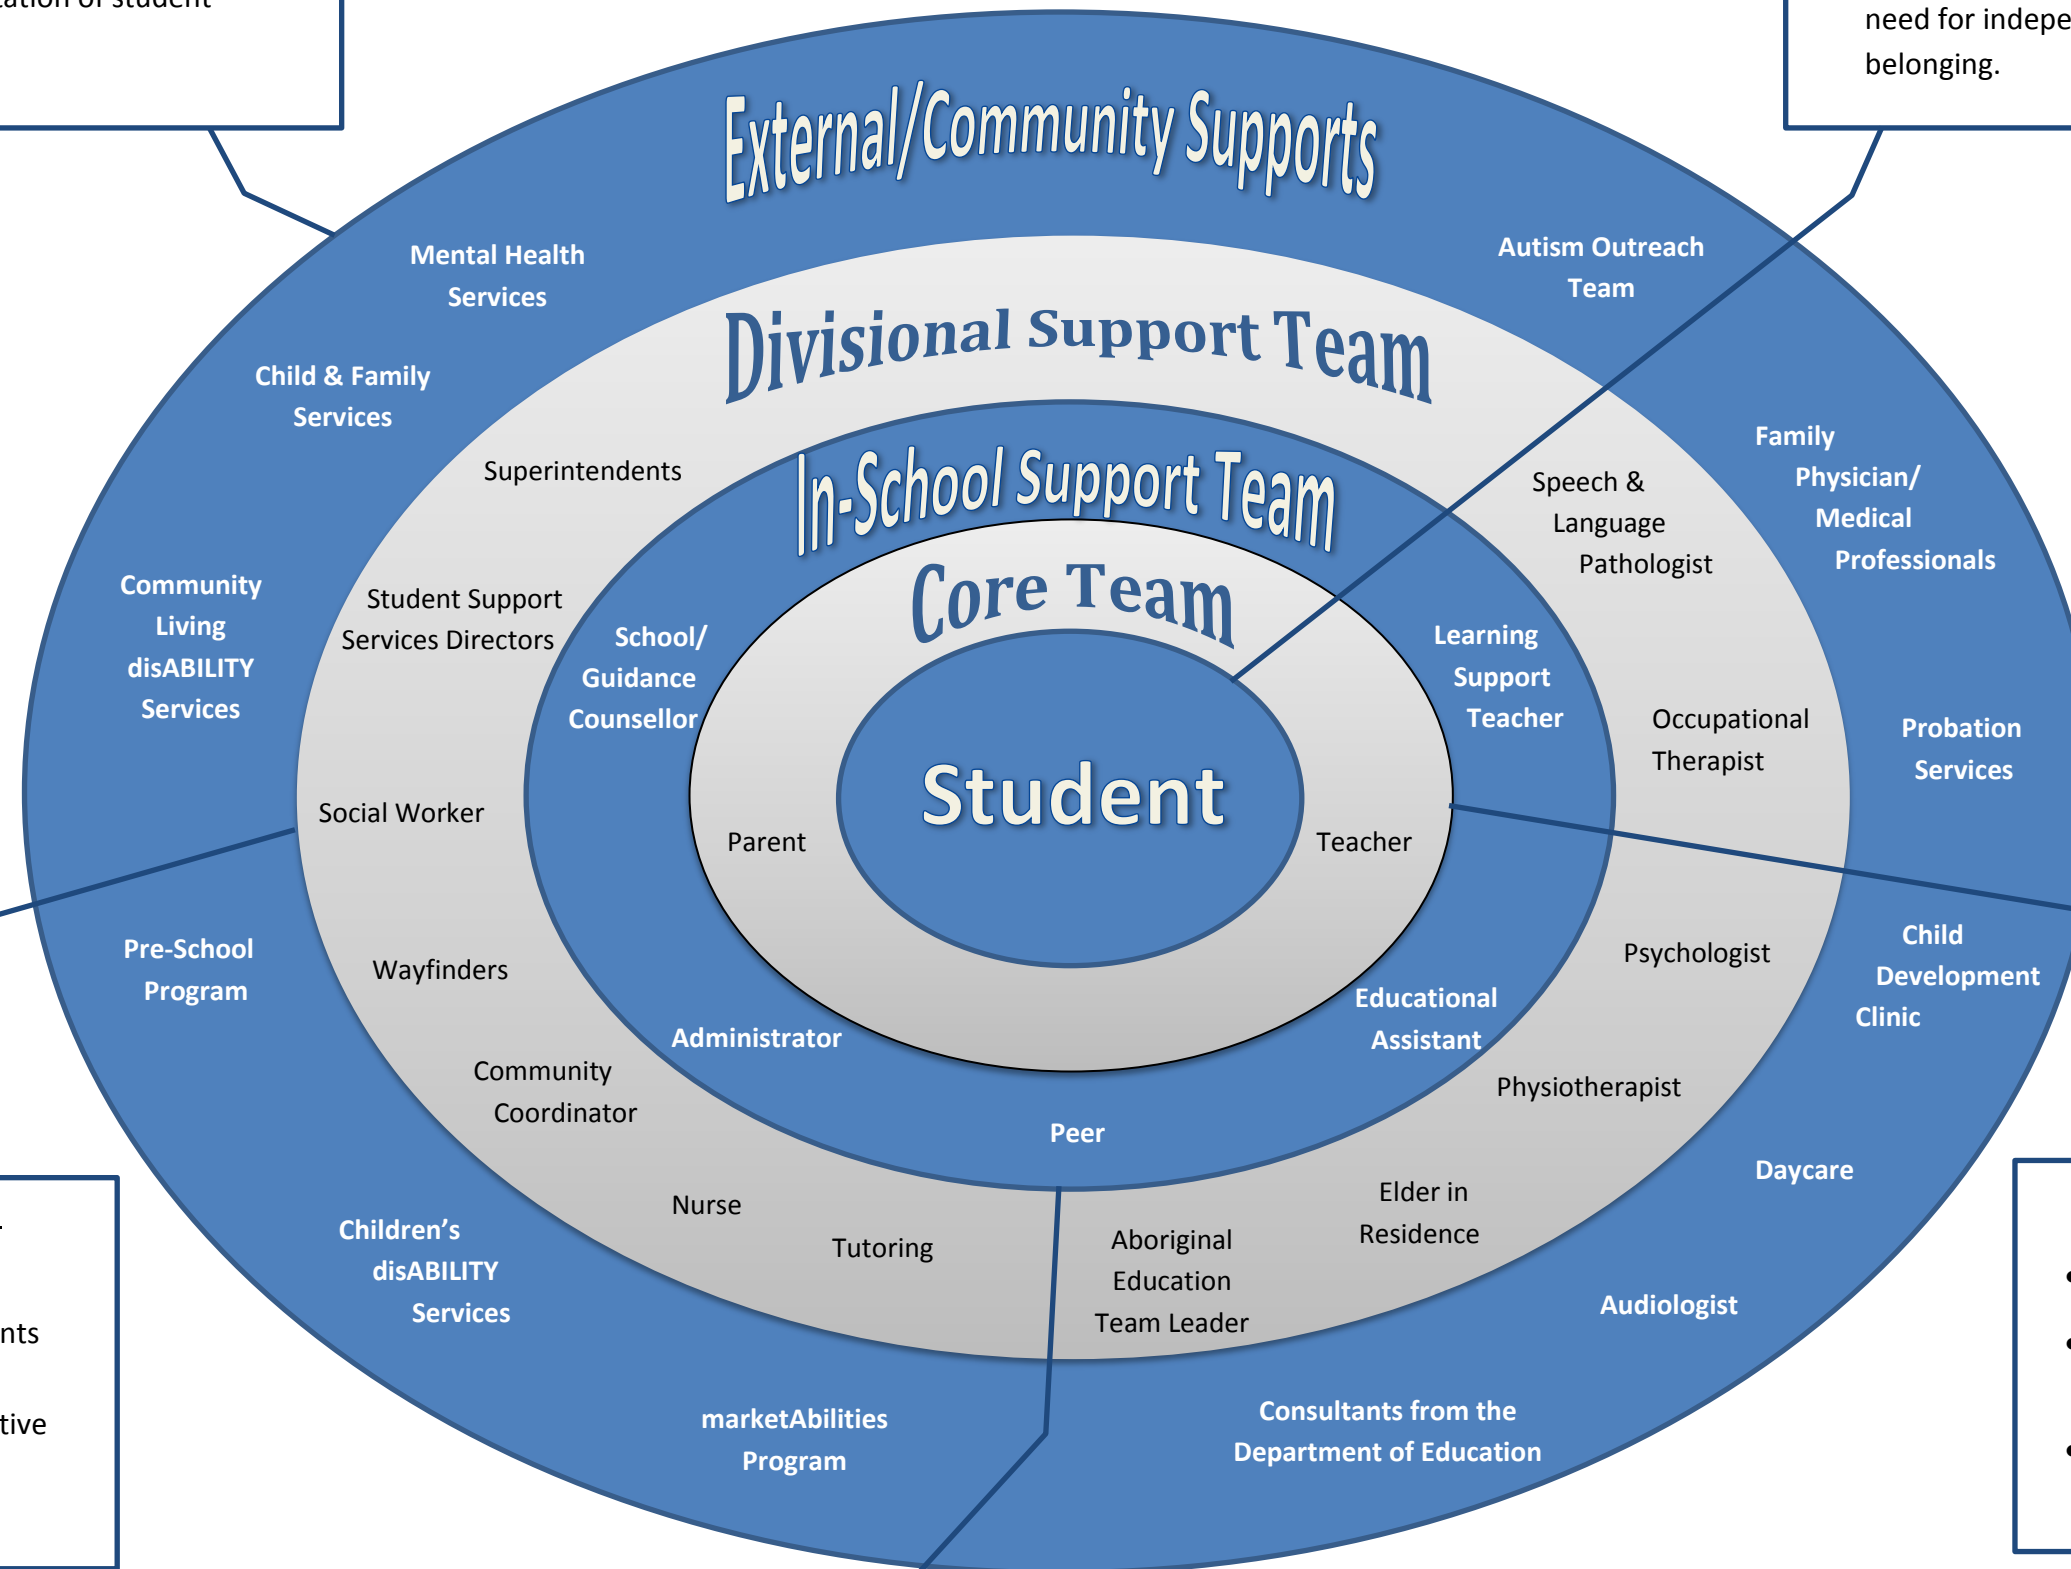 need for indepe
belonging.
External/Community Supports
Mental Health
Services
Autism Outreach
Team
Child & Family
Services
Community
Living
disABILITY
Services
Family
Physician/
Medical
Professionals
Probation
Services
Pre-School
Program
Child
Development
Clinic
Children's
disABILITY
Services
Daycare
Audiologist
marketAbilities
Program
Consultants from the
Department of Education
Divisional Support Team
Superintendents
Student Support
Services Directors
Speech &
Language
Pathologist
Occupational
Therapist
Social Worker
Wayfinders
Psychologist
Community
Coordinator
Physiotherapist
Nurse
Tutoring
Aboriginal
Education
Team Leader
Elder in
Residence
In-School Support Team
School/
Guidance
Counsellor
Learning
Support
Teacher
Administrator
Educational
Assistant
Peer
Core Team
Parent
Teacher
Student
of student
nts
tive